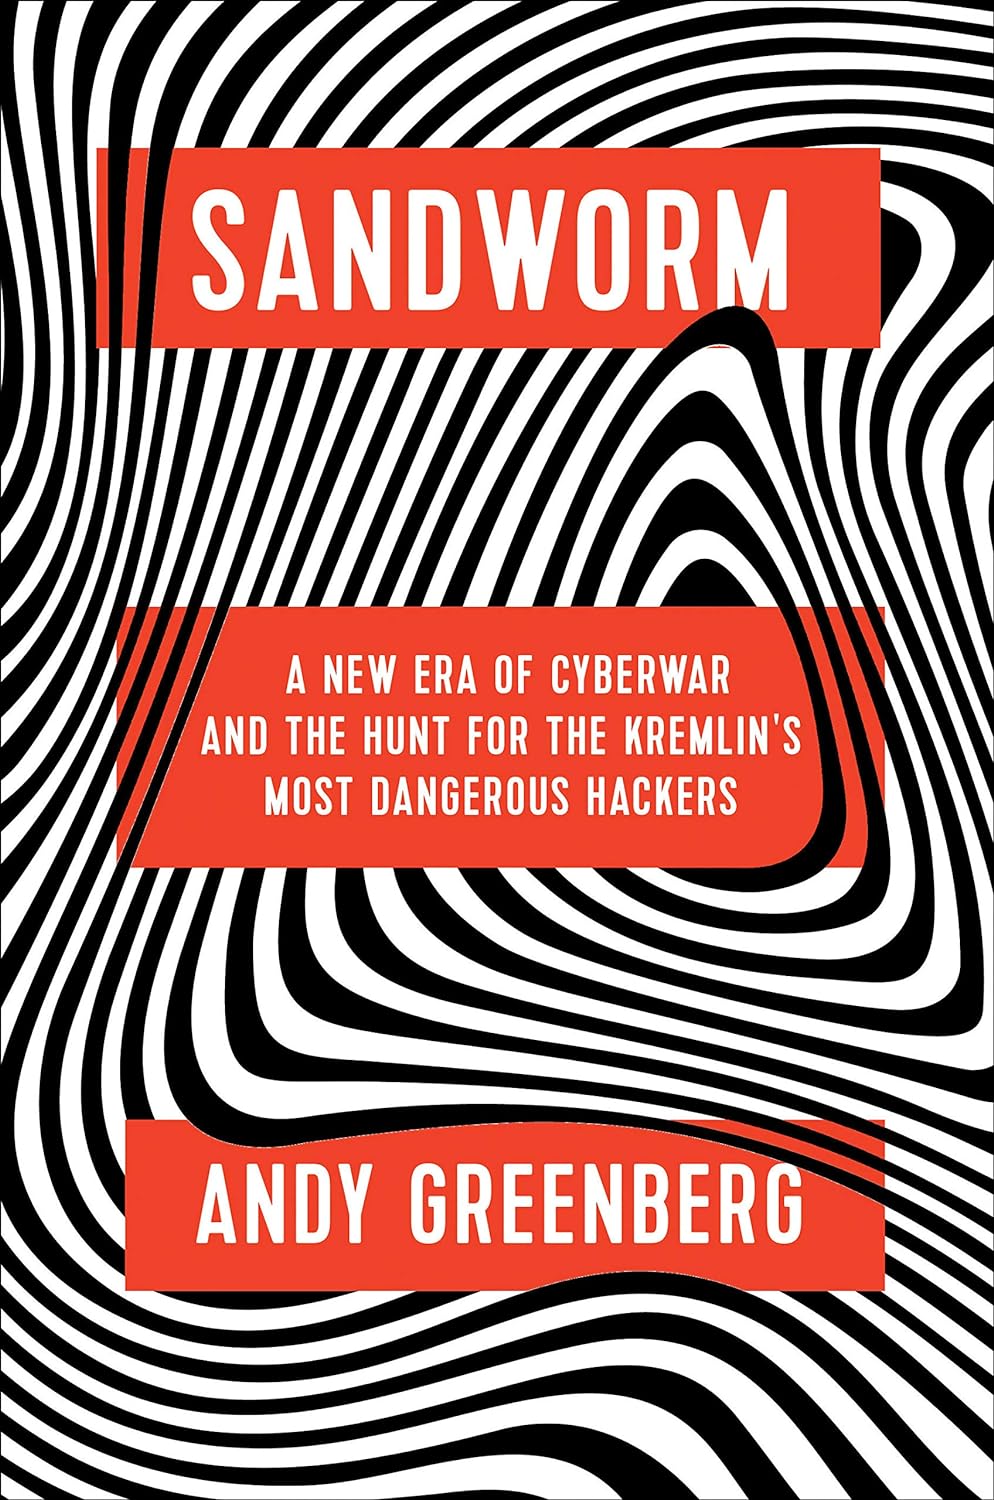 SANDWORM
A NEW ERA OF CYBERWAR
AND THE HUNT FOR THE KREMLIN'S
MOST DANGEROUS HACKERS
ANDY GREENBERG